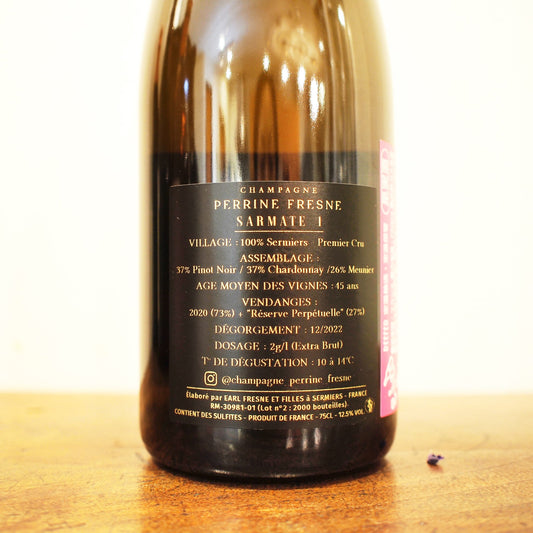 CHAMPAGNE
PERRINE FRESNE
SARMATE 1
VILLAGE : 100% Sermiers - Premier Cru
ASSEMBLAGE :
37% Pinot Noir / 37% Chardonnay /26% Meunier
AGE MOYEN DES VIGNES : 45 ans
VENDANGES :
2020 (73%) + "Réserve Perpétuelle" (27%)
DÉGORGEMENT : 12/2022
DOSAGE : 2g/l (Extra Brut)
T° DE DÉGUSTATION : 10 à 14°C
@champagne_perrine_fresne
Élaboré par EARL FRESNE ET FILLES à SERMIERS - FRANCE
RM-30981-01 (Lot n°2 : 2000 bouteilles)
CONTIENT DES SULFITES - PRODUIT DE FRANCE - 75CL - 12.5% VOL